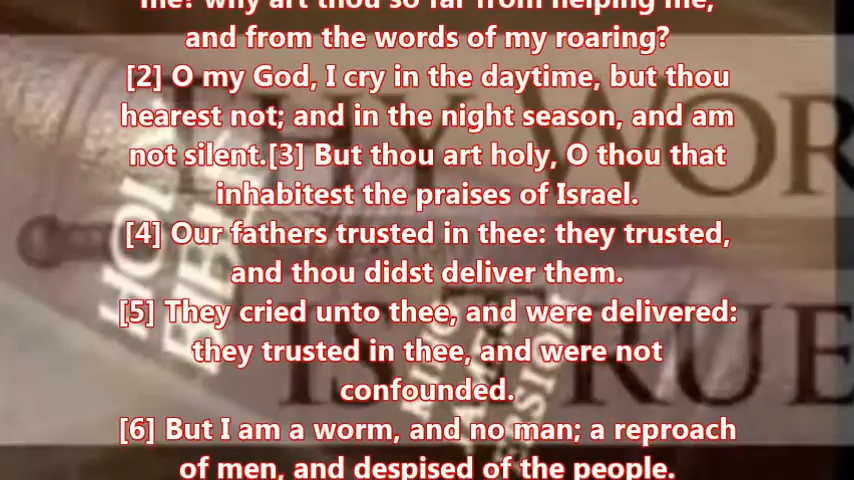 me? why art thou so far from helping me,
and from the words of my roaring?
[2] O my God, I cry in the daytime, but thou
hearest not; and in the night season, and am
not silent.[3] But thou art holy, O thou that
inhabitest the praises of Israel.
[4] Our fathers trusted in thee: they trusted,
and thou didst deliver them.
[5] They cried unto thee, and were delivered:
they trusted in thee, and were not
confounded.
[6] But I am a worm, and no man; a reproach
of men, and despised of the people.
HOLY
BIBLE